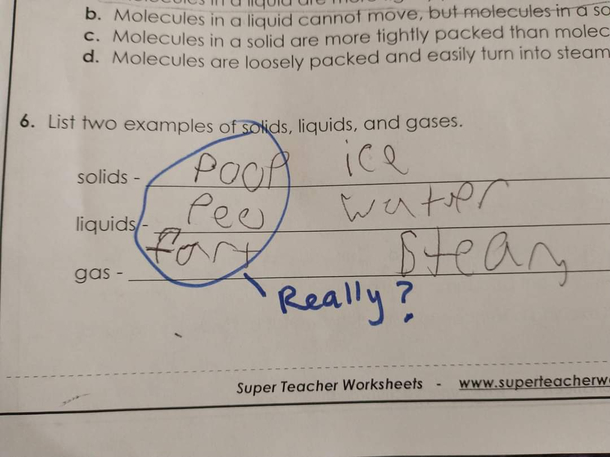 b. Molecules in a liquid cannot move, but molecules in a
c. Molecules in a solid are more tightly packed than
d. Molecules are loosely packed and easily turn into steam
6. List two examples of solids, liquids, and gases.
solids - Poop ice
liquids - Pee water
gas - fart Steam
Really?
Super Teacher Worksheets - www.superteacherw